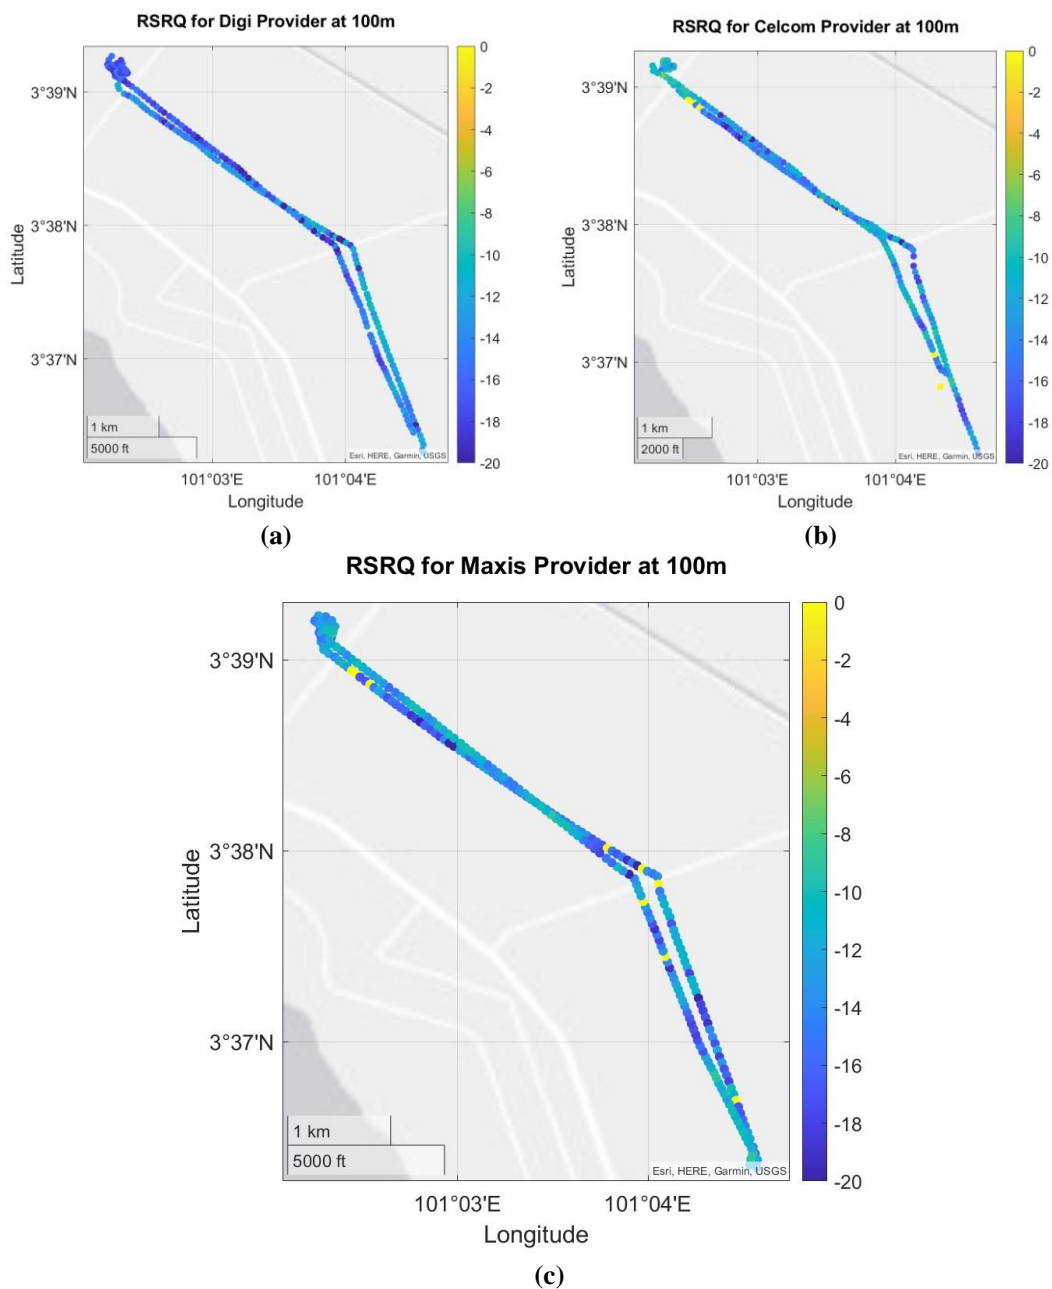 RSRQ for Digi Provider at 100m
3°39'N
3°38'N
3°37'N
Latitude
0
-2
-4
-6
-8
-10
-12
-14
-16
-18
-20
1 km
5000 ft
Esri, HERE, Garmin, USGS
101°03'E
101°04'E
Longitude
(a)
RSRQ for Celcom Provider at 100m
3°39'N
3°38'N
3°37'N
Latitude
0
-2
-4
-6
-8
-10
-12
-14
-16
-18
-20
1 km
2000 ft
Esri, HERE, Garmin, USGS
101°03'E
101°04'E
Longitude
(b)
RSRQ for Maxis Provider at 100m
3°39'N
3°38'N
3°37'N
Latitude
0
-2
-4
-6
-8
-10
-12
-14
-16
-18
-20
1 km
5000 ft
Esri, HERE, Garmin, USGS
101°03'E
101°04'E
Longitude
(c)